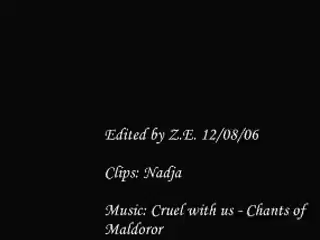 Edited by Z.E. 12/08/06
Clips: Nadja
Music: Cruel with us - Chants of
Maldoror